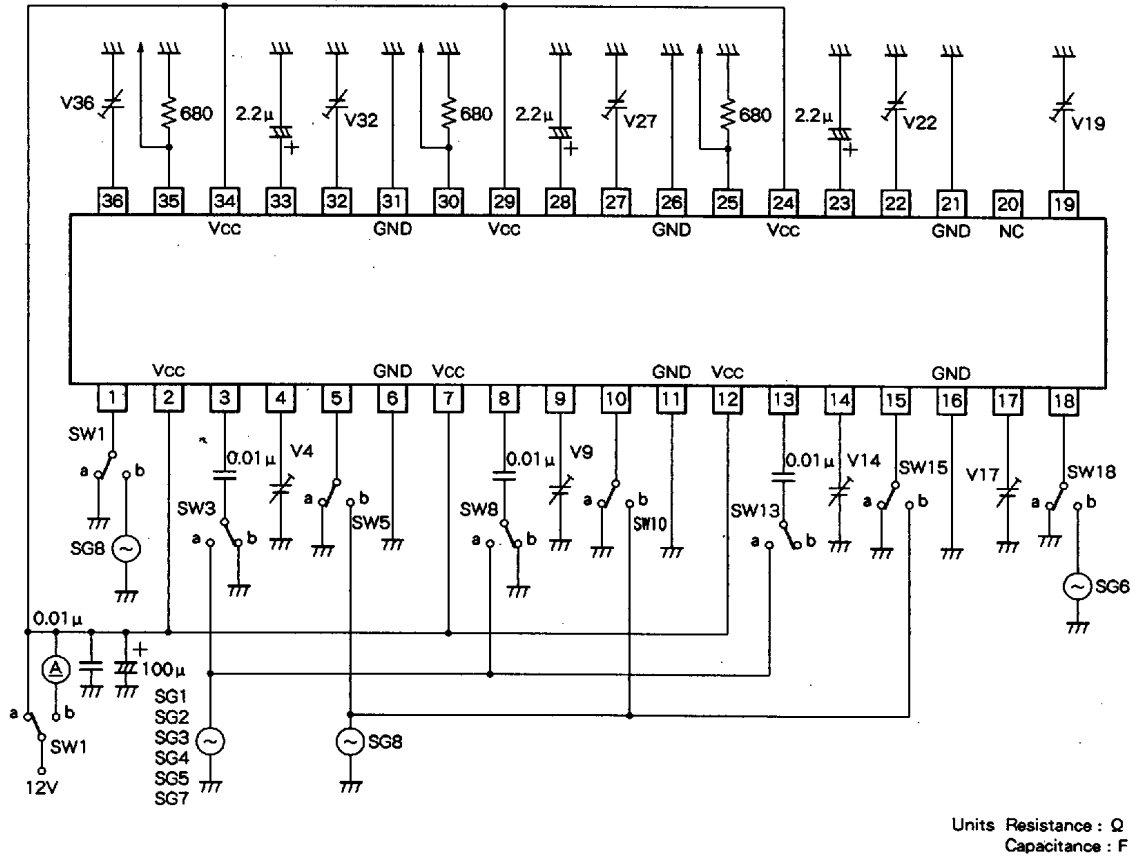 V36
680
2.2μ
+
V32
680
2.2μ
+
V27
680
2.2μ
+
V22
V19
36 35 34 33 32 31 30 29 28 27 26 25 24 23 22 21 20 19
Vcc GND Vcc GND Vcc GND NC
Vcc GND Vcc GND Vcc GND
1 2 3 4 5 6 7 8 9 10 11 12 13 14 15 16 17 18
SW1
a b
SG8
0.01μ
SW3
a b
V4
a b
SW5
0.01μ
SW8
a b
V9
a b
SW10
0.01μ
SW13
a b
V14
SW15
a b
V17
SW18
a b
SG6
0.01μ
A
+
100μ
a b
SW1
12V
SG1
SG2
SG3
SG4
SG5
SG7
SG8
Units Resistance : Ω
Capacitance : F